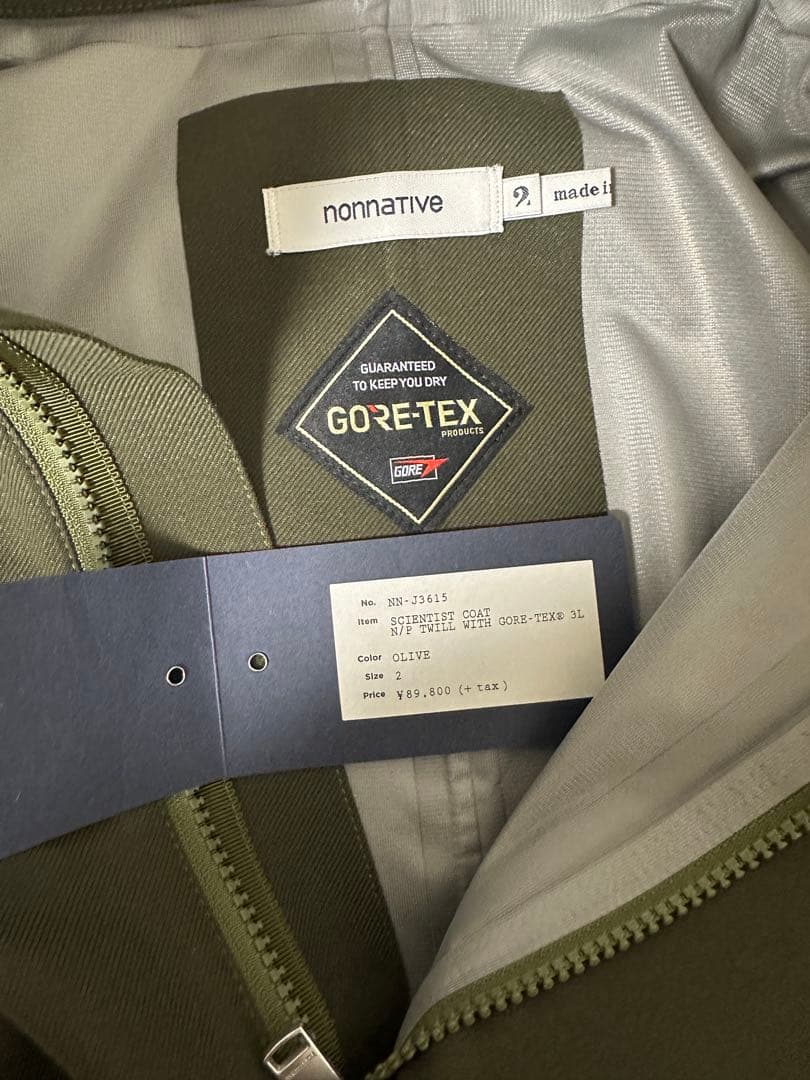 nonnative
2
made i
GUARANTEED
TO KEEP YOU DRY
GORE-TEX
PRODUCTS
GORE
No. NN-J3615
Item SCIENTIST COAT
N/P TWILL WITH GORE-TEX® 3L
Color OLIVE
Size 2
Price ¥89,800 (+ tax)